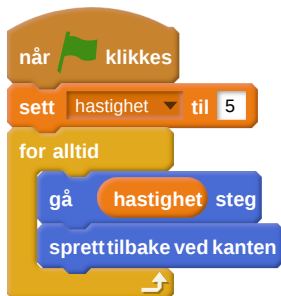 når klikkes
sett hastighet til 5
for alltid
gå hastighet steg
sprett tilbake ved kanten